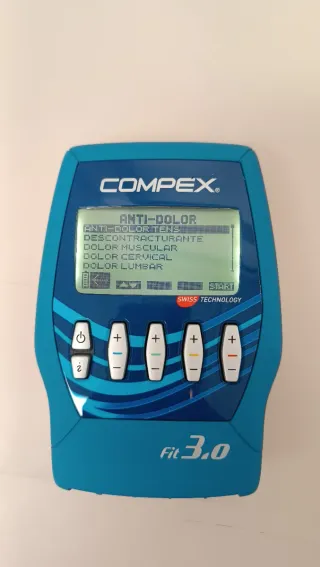 COMPEX®
ANTI-DOLOR
ANTI-DOLOR TENS
DESCONTRACTURANTE
DOLOR MUSCULAR
DOLOR CERVICAL
DOLOR LUMBAR
START
SWISS TECHNOLOGY
+ + + +
- - - -
i
Fit 3.0